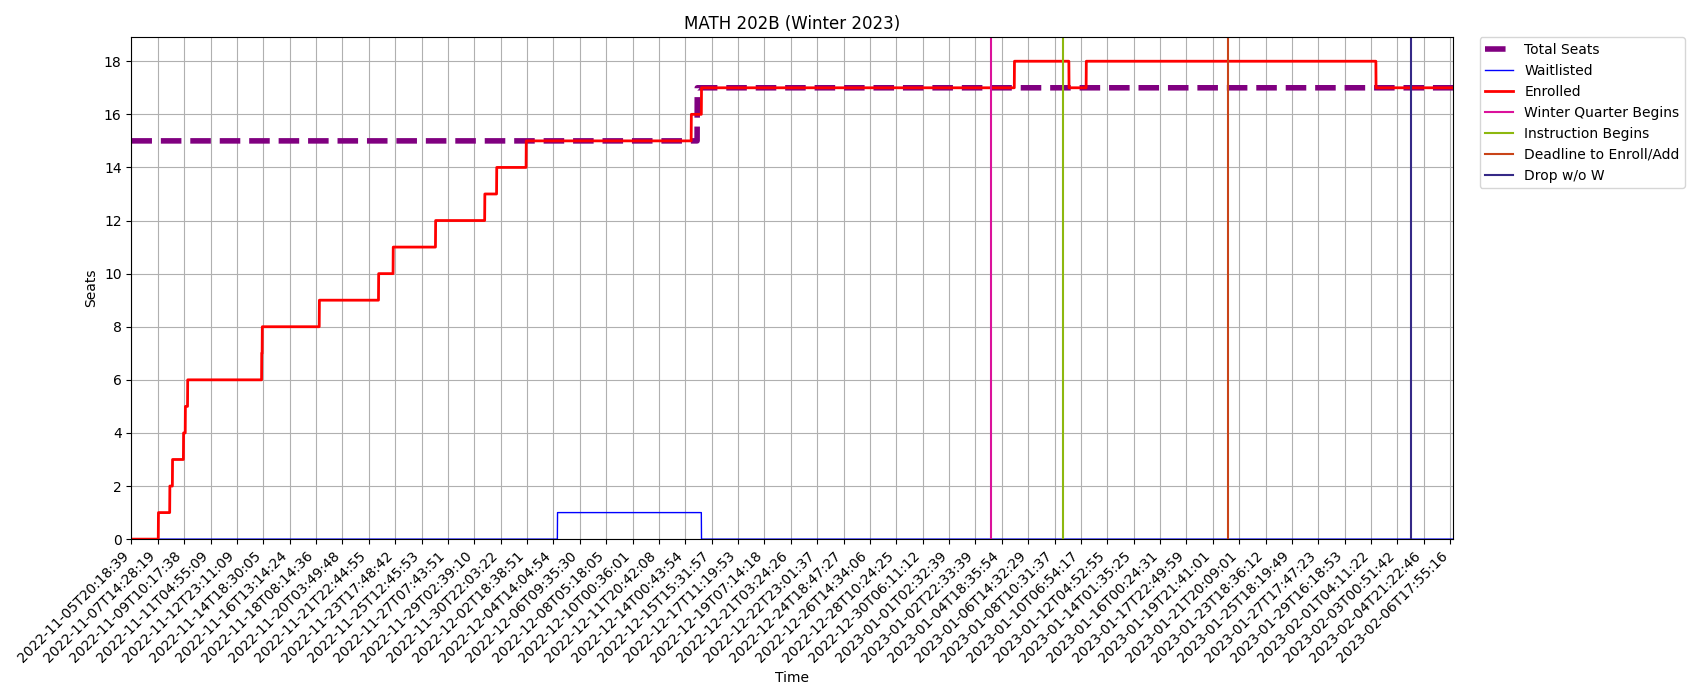 MATH 202B (Winter 2023)
Total Seats
Waitlisted
Enrolled
Winter Quarter Begins
Instruction Begins
Deadline to Enroll/Add
Drop w/o W
Seats
18
16
14
12
10
8
6
4
2
0
2022-11-05T20:18:39
2022-11-07T14:28:19
2022-11-09T10:17:38
2022-11-11T04:55:09
2022-11-12T23:11:09
2022-11-14T18:30:05
2022-11-16T13:14:24
2022-11-18T08:14:36
2022-11-20T03:49:48
2022-11-21T22:44:55
2022-11-23T17:48:42
2022-11-25T12:45:53
2022-11-27T07:43:51
2022-11-29T02:39:10
2022-11-30T22:03:22
2022-12-02T18:38:51
2022-12-04T14:04:54
2022-12-06T09:35:30
2022-12-08T05:18:05
2022-12-10T00:36:01
2022-12-11T20:42:08
2022-12-14T00:43:54
2022-12-15T15:31:57
2022-12-17T11:19:53
2022-12-19T07:14:18
2022-12-21T03:24:26
2022-12-22T23:01:37
2022-12-24T18:47:27
2022-12-26T14:34:06
2022-12-28T10:24:25
2022-12-30T06:11:12
2023-01-01T02:32:39
2023-01-02T22:33:39
2023-01-04T18:35:54
2023-01-06T14:32:29
2023-01-08T10:31:37
2023-01-10T06:54:17
2023-01-12T04:52:55
2023-01-14T01:35:25
2023-01-16T00:24:31
2023-01-17T22:49:59
2023-01-19T21:41:01
2023-01-21T20:09:01
2023-01-23T18:36:12
2023-01-25T18:19:49
2023-01-27T17:47:23
2023-01-29T16:18:53
2023-02-01T04:11:22
2023-02-03T00:51:42
2023-02-04T21:22:46
2023-02-06T17:55:16
Time